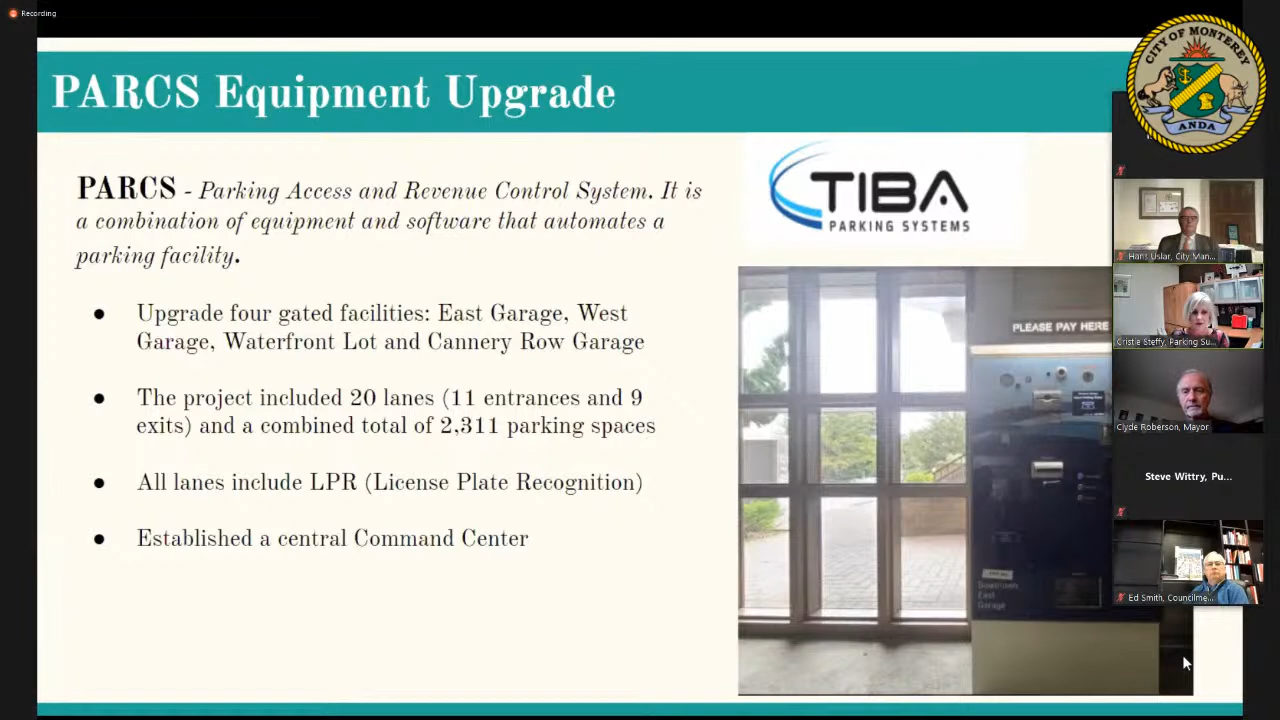 Recording
PARCS Equipment Upgrade
CITY OF MONTEREY
ANDA
PARCS - Parking Access and Revenue Control System. It is
a combination of equipment and software that automates a
parking facility.
● Upgrade four gated facilities: East Garage, West
Garage, Waterfront Lot and Cannery Row Garage
● The project included 20 lanes (11 entrances and 9
exits) and a combined total of 2,311 parking spaces
● All lanes include LPR (License Plate Recognition)
● Established a central Command Center
TIBA
PARKING SYSTEMS
PLEASE PAY HERE
Downtown
East
Garage
Hans Uslar, City Man...
Cristie Steffy, Parking Su...
Clyde Roberson, Mayor
Steve Wittry, Pu...
Ed Smith, Councilme...